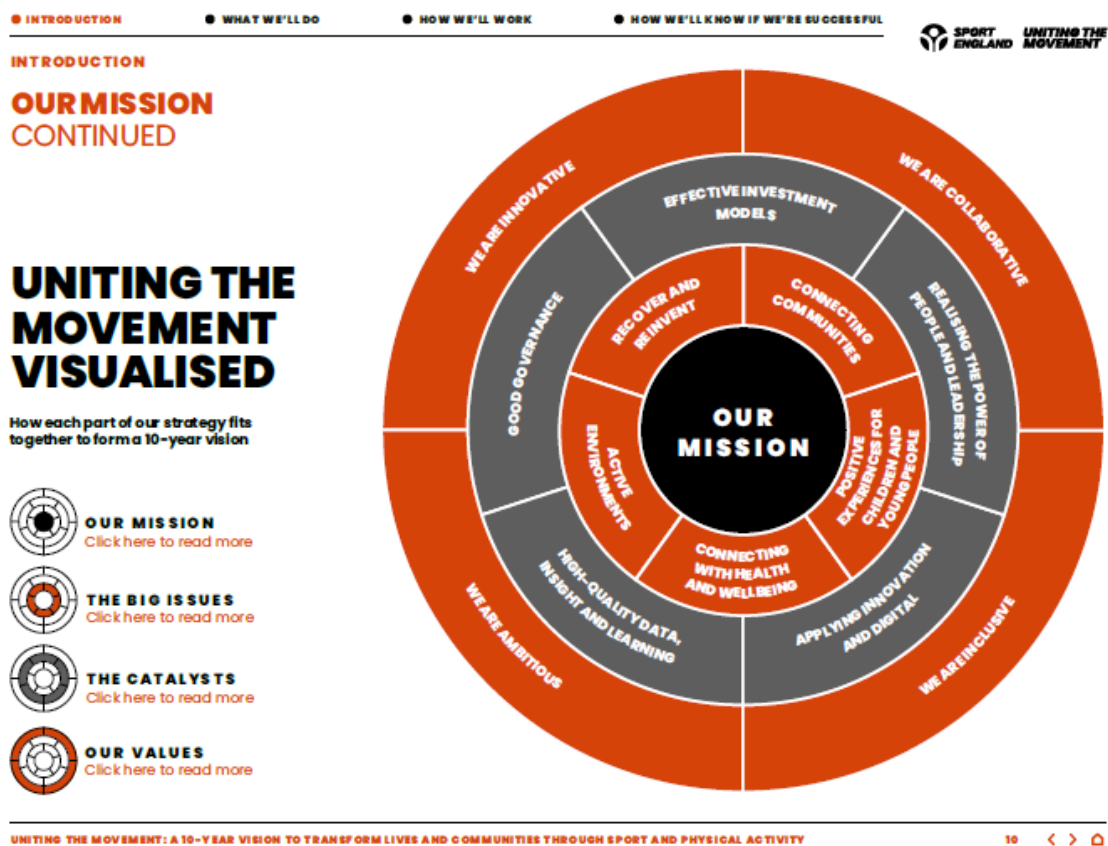 INTRODUCTION
WHAT WE'LL DO
HOW WE'LL WORK
HOW WE'LL KNOW IF WE'RE SUCCESSFUL
SPORT
ENGLAND
UNITING THE
MOVEMENT
INTRODUCTION
OUR MISSION
CONTINUED
UNITING THE
MOVEMENT
VISUALISED
How each part of our strategy fits
together to form a 10-year vision
OUR MISSION
Click here to read more
THE BIG ISSUES
Click here to read more
THE CATALYSTS
Click here to read more
OUR VALUES
Click here to read more
WE ARE INNOVATIVE
WE ARE COLLABORATIVE
WE ARE INCLUSIVE
WE ARE AMBITIOUS
EFFECTIVE INVESTMENT
MODELS
REALISING THE POWER OF
PEOPLE AND LEADERSHIP
APPLYING INNOVATION
AND DIGITAL
HIGH-QUALITY DATA,
INSIGHT AND LEARNING
GOOD GOVERNANCE
RECOVER AND
REINVENT
CONNECTING
COMMUNITIES
POSITIVE
EXPERIENCES FOR
CHILDREN AND
YOUNG PEOPLE
CONNECTING
WITH HEALTH
AND WELLBEING
ACTIVE
ENVIRONMENTS
OUR
MISSION
UNITING THE MOVEMENT: A 10-YEAR VISION TO TRANSFORM LIVES AND COMMUNITIES THROUGH SPORT AND PHYSICAL ACTIVITY
10